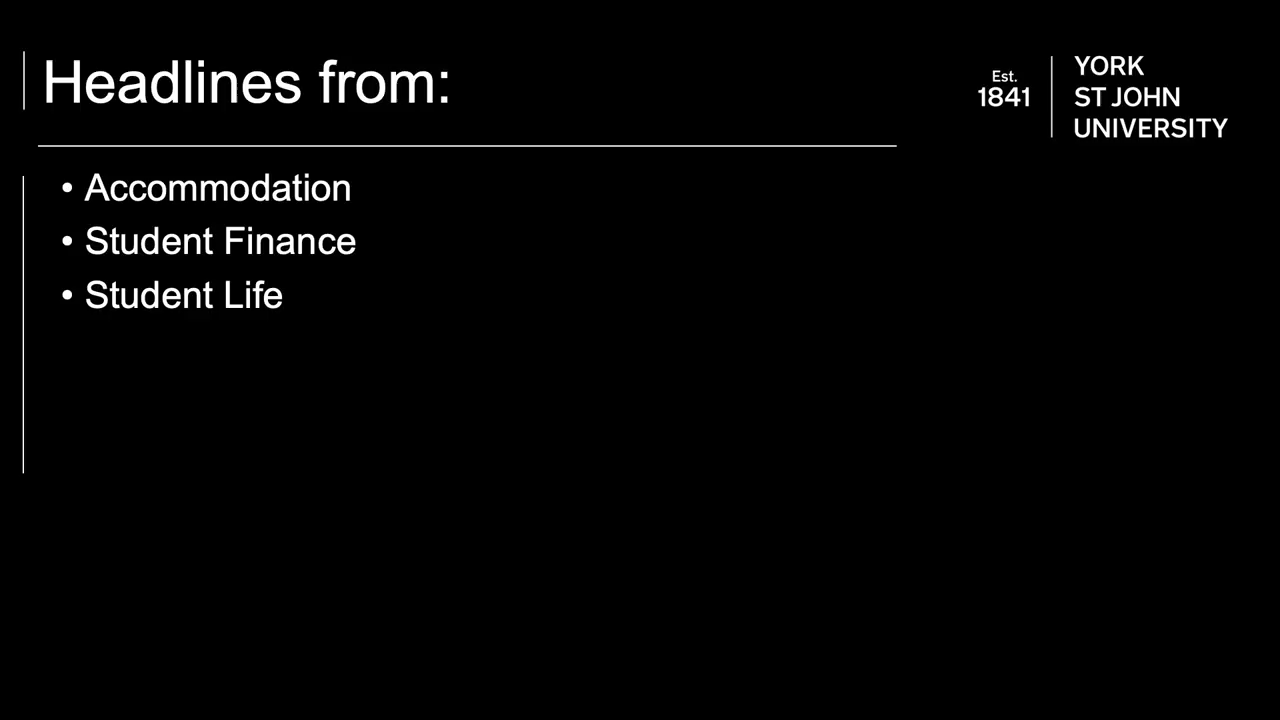 Headlines from:
Est.
1841
YORK
ST JOHN
UNIVERSITY
• Accommodation
• Student Finance
• Student Life